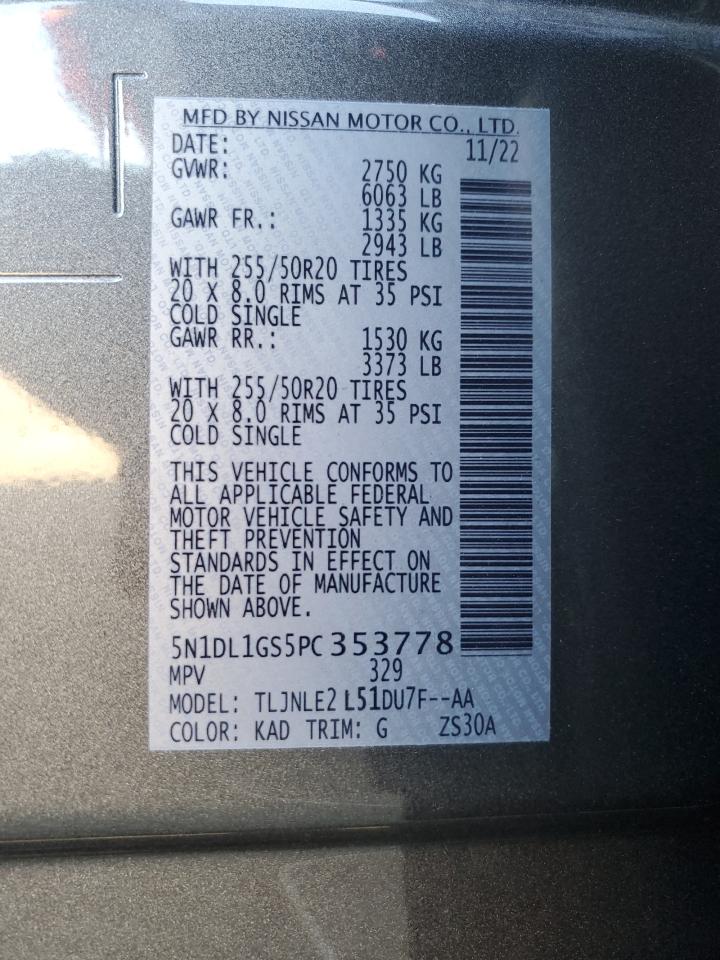 MFD BY NISSAN MOTOR CO., LTD.
DATE: 11/22
GVWR: 2750 KG
6063 LB
GAWR FR.: 1335 KG
2943 LB
WITH 255/50R20 TIRES
20 X 8.0 RIMS AT 35 PSI
COLD SINGLE
GAWR RR.: 1530 KG
3373 LB
WITH 255/50R20 TIRES
20 X 8.0 RIMS AT 35 PSI
COLD SINGLE
THIS VEHICLE CONFORMS TO
ALL APPLICABLE FEDERAL
MOTOR VEHICLE SAFETY AND
THEFT PREVENTION
STANDARDS IN EFFECT ON
THE DATE OF MANUFACTURE
SHOWN ABOVE.
5N1DL1GS5PC353778
MPV 329
MODEL: TLJNLE2 L51DU7F--AA
COLOR: KAD TRIM: G ZS30A